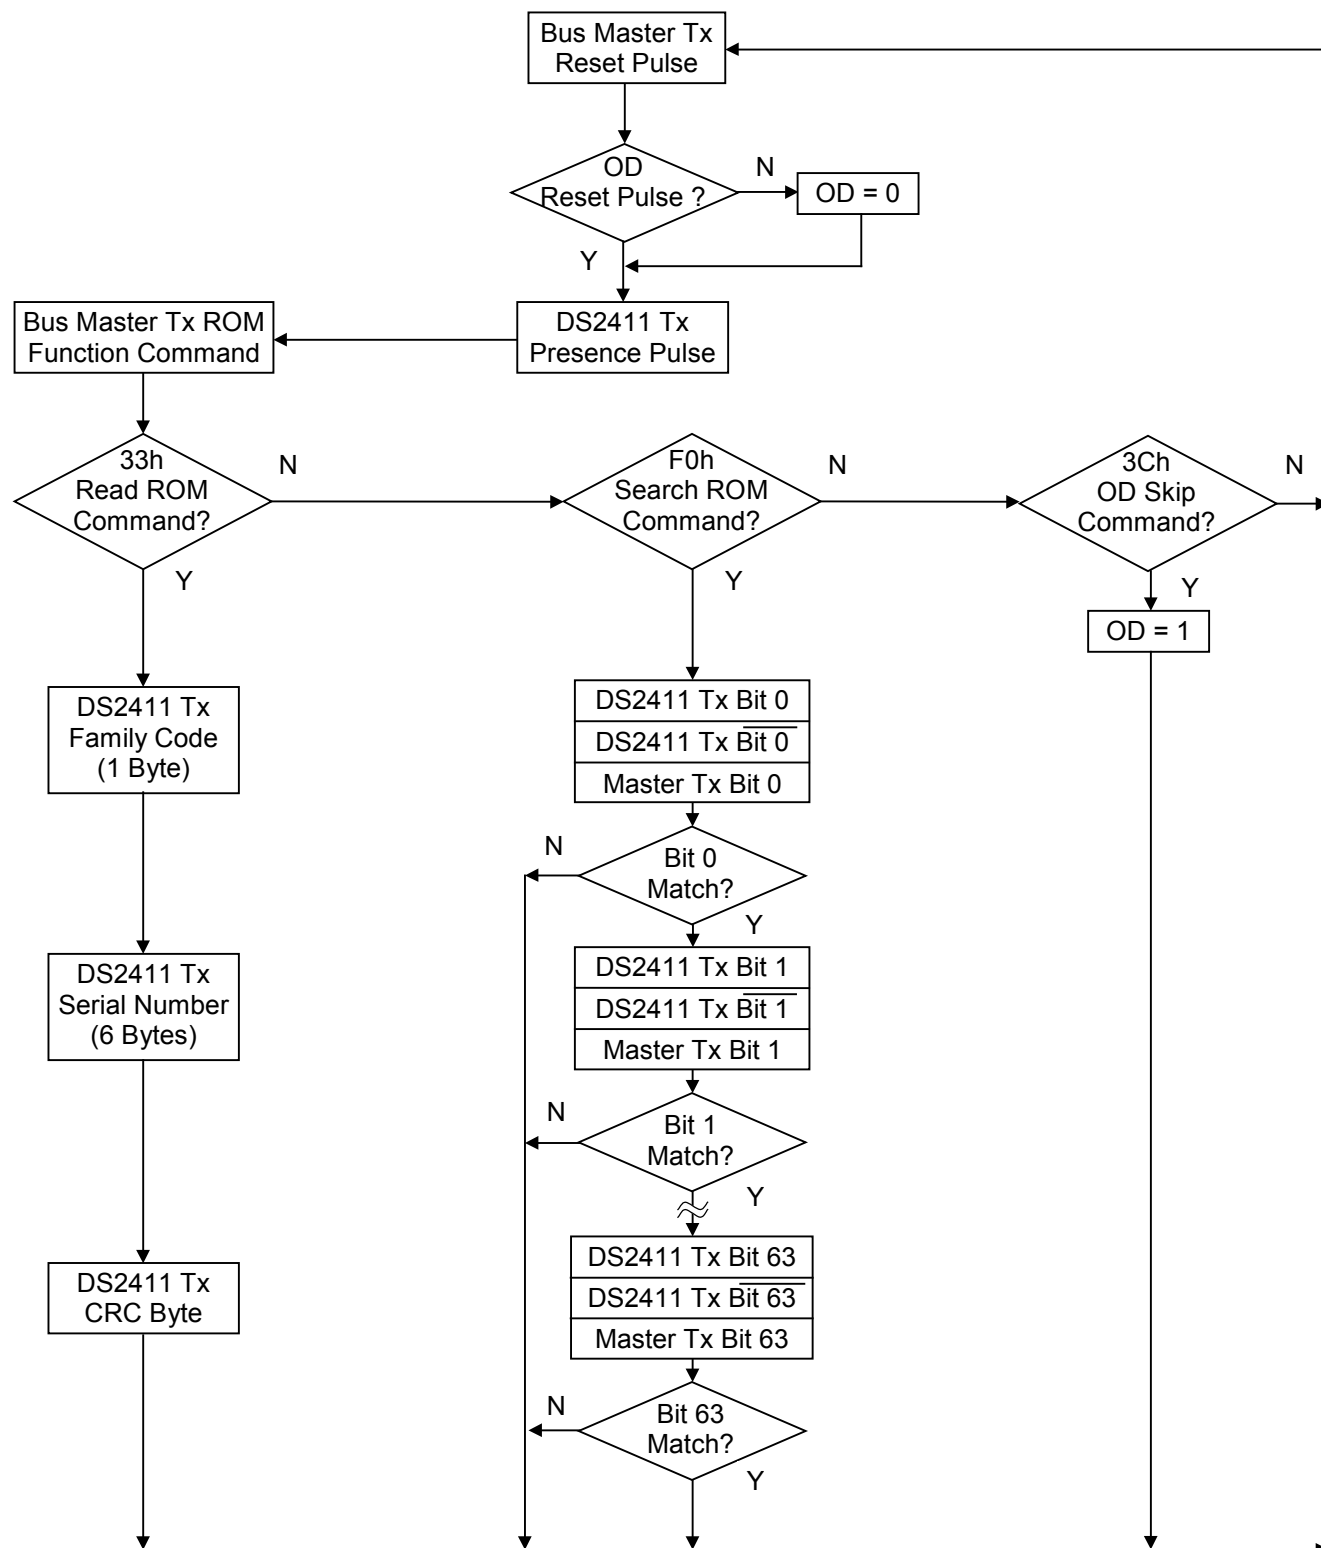 Bus Master Tx
Reset Pulse
OD
Reset Pulse ?
N
OD = 0
Y
Bus Master Tx ROM
Function Command
DS2411 Tx
Presence Pulse
33h
Read ROM
Command?
N
Y
F0h
Search ROM
Command?
N
Y
3Ch
OD Skip
Command?
N
Y
OD = 1
DS2411 Tx
Family Code
(1 Byte)
DS2411 Tx
Serial Number
(6 Bytes)
DS2411 Tx
CRC Byte
DS2411 Tx Bit 0
DS2411 Tx B̅i̅t̅ ̅0̅
Master Tx Bit 0
N
Bit 0
Match?
Y
DS2411 Tx Bit 1
DS2411 Tx B̅i̅t̅ ̅1̅
Master Tx Bit 1
N
Bit 1
Match?
Y
DS2411 Tx Bit 63
DS2411 Tx B̅i̅t̅ ̅6̅3̅
Master Tx Bit 63
N
Bit 63
Match?
Y